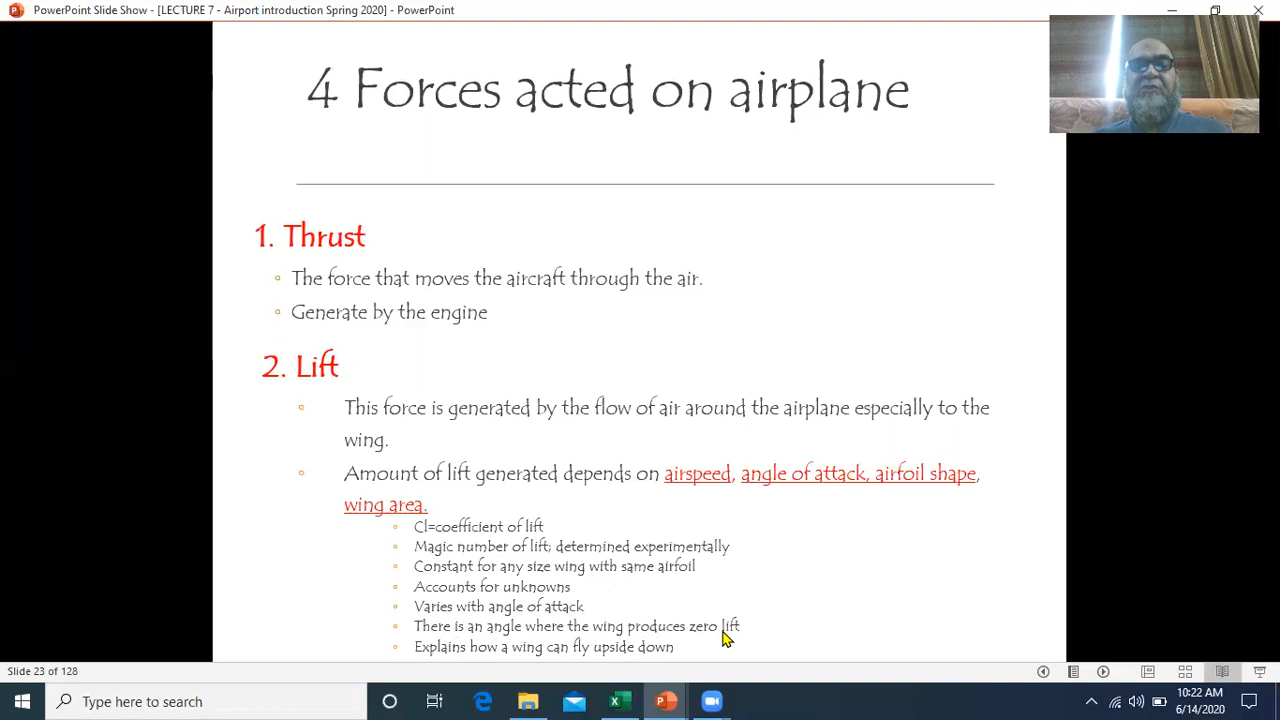 PowerPoint Slide Show - [LECTURE 7 - Airport introduction Spring 2020] - PowerPoint
4 Forces acted on airplane
1. Thrust
The force that moves the aircraft through the air.
Generate by the engine
2. Lift
This force is generated by the flow of air around the airplane especially to the
wing.
Amount of lift generated depends on airspeed, angle of attack, airfoil shape,
wing area.
Cl=coefficient of lift
Magic number of lift; determined experimentally
Constant for any size wing with same airfoil
Accounts for unknowns
Varies with angle of attack
There is an angle where the wing produces zero lift
Explains how a wing can fly upside down
Slide 23 of 128
Type here to search
10:22 AM
6/14/2020